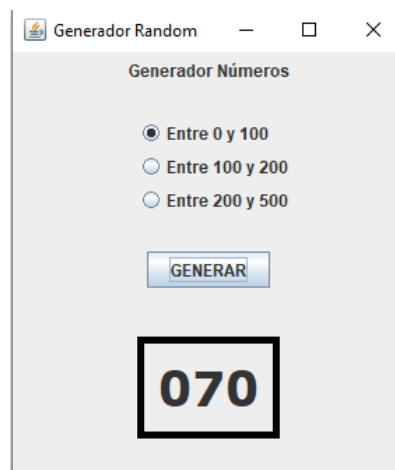 Generador Random
Generador Números
Entre 0 y 100
Entre 100 y 200
Entre 200 y 500
GENERAR
070